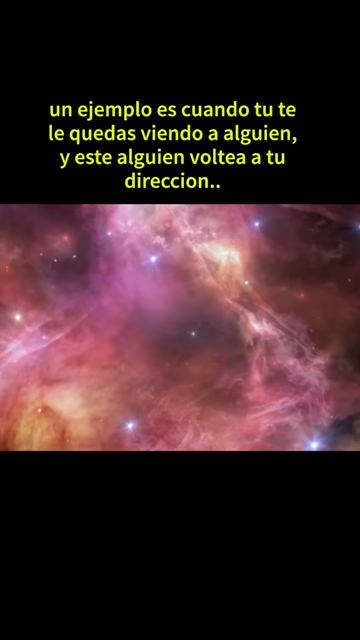 un ejemplo es cuando tu te
le quedas viendo a alguien,
y este alguien voltea a tu
direccion..